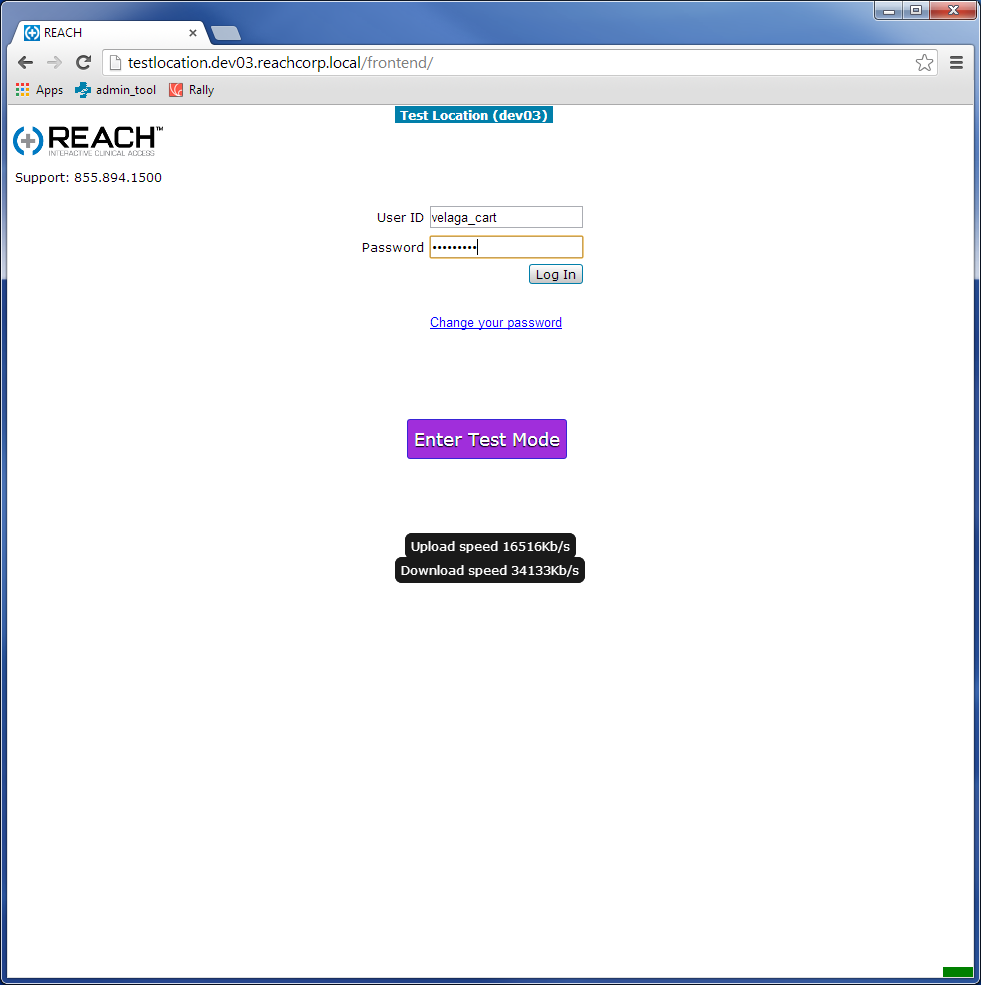 REACH
testlocation.dev03.reachcorp.local/frontend/
Apps admin_tool Rally
Test Location (dev03)
REACH™
INTERACTIVE CLINICAL ACCESS
Support: 855.894.1500
User ID velaga_cart
Password •••••••••
Log In
Change your password
Enter Test Mode
Upload speed 16516Kb/s
Download speed 34133Kb/s